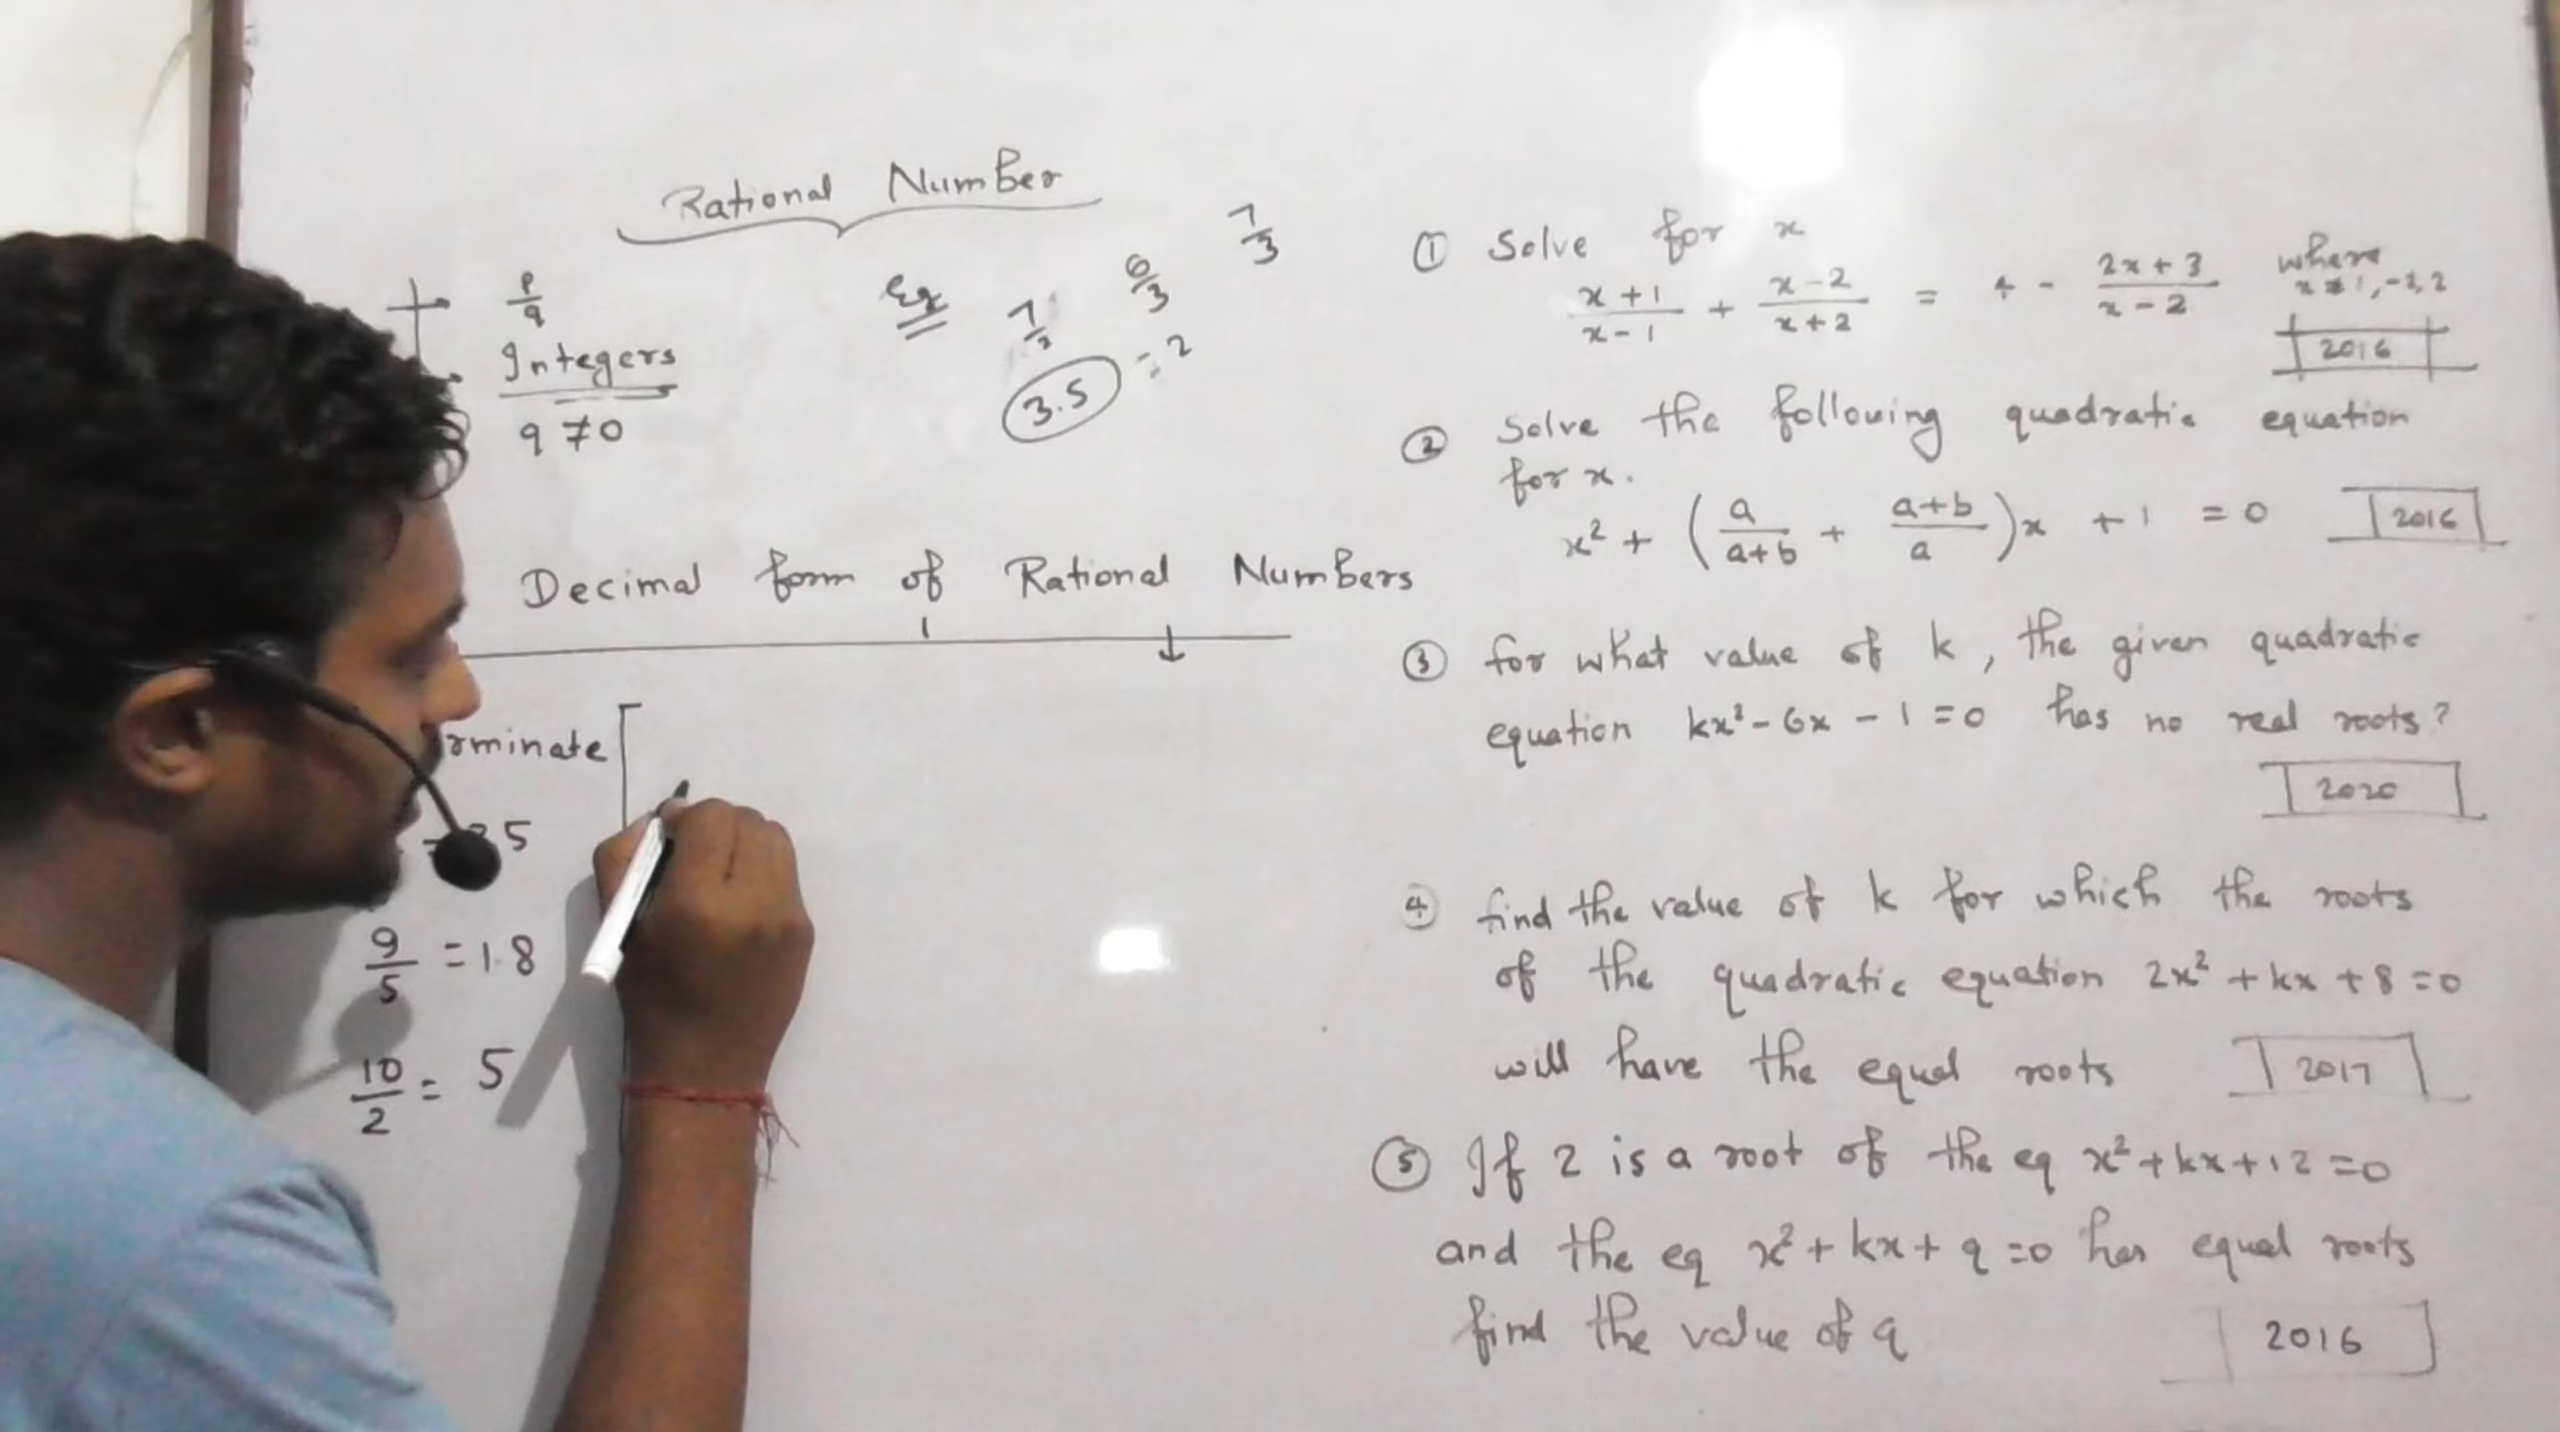 Rational Number
p/q
Integers
q ≠ 0
Ex 7/2 6/3 7/3
3.5 = 2
Decimal form of Rational Numbers
rminate
5
9/5 = 1.8
10/2 = 5
① Solve for x
x+1/x-1 + x-2/x+2 = 4 - 2x+3/x-2 where x ≠ 1, -2, 2
2016
② Solve the following quadratic equation
for x.
x² + (a/a+b + a+b/a)x + 1 = 0 2016
③ for what value of k, the given quadratic
equation kx² - 6x - 1 = 0 has no real roots?
2020
④ find the value of k for which the roots
of the quadratic equation 2x² + kx + 8 = 0
will have the equal roots 2017
⑤ If 2 is a root of the eq x² + kx + 12 = 0
and the eq x² + kx + q = 0 has equal roots
find the value of q 2016